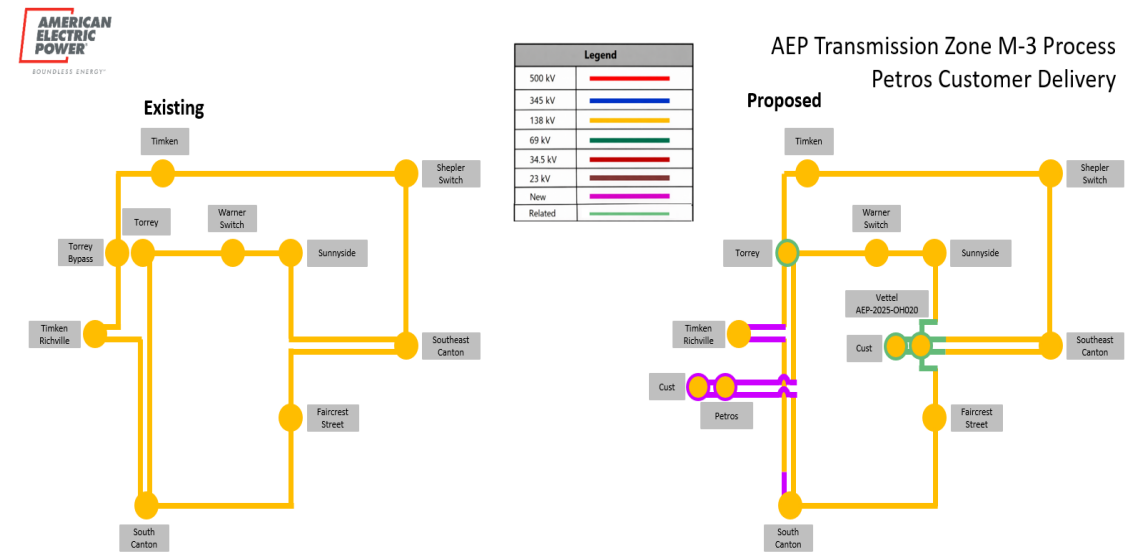 AMERICAN
ELECTRIC
POWER®
BOUNDLESS ENERGY℠
AEP Transmission Zone M-3 Process
Petros Customer Delivery
Legend
500 kV
345 kV
138 kV
69 kV
34.5 kV
23 kV
New
Related
Existing
Timken
Shepler
Switch
Torrey
Warner
Switch
Torrey
Bypass
Sunnyside
Timken
Richville
Southeast
Canton
Faircrest
Street
South
Canton
Proposed
Timken
Shepler
Switch
Warner
Switch
Torrey
Sunnyside
Vettel
AEP-2025-OH020
Timken
Richville
Cust
Southeast
Canton
Cust
Petros
Faircrest
Street
South
Canton